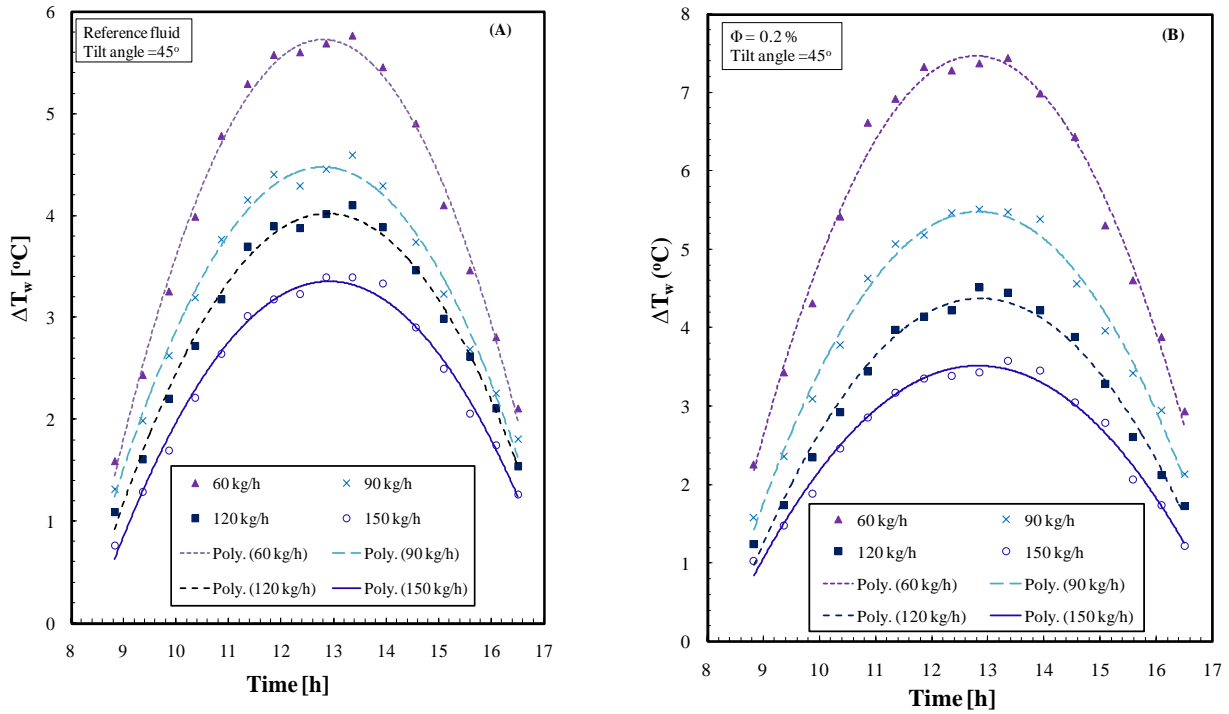 Reference fluid
Tilt angle =45°
(A)
6
5
4
3
2
1
0
ΔTw [°C]
60 kg/h
90 kg/h
120 kg/h
150 kg/h
Poly. (60 kg/h)
Poly. (90 kg/h)
Poly. (120 kg/h)
Poly. (150 kg/h)
8 9 10 11 12 13 14 15 16 17
Time [h]
Φ = 0.2 %
Tilt angle =45°
(B)
8
7
6
5
4
3
2
1
0
ΔTw (°C)
60 kg/h
90 kg/h
120 kg/h
150 kg/h
Poly. (60 kg/h)
Poly. (90 kg/h)
Poly. (120 kg/h)
Poly. (150 kg/h)
8 9 10 11 12 13 14 15 16 17
Time [h]